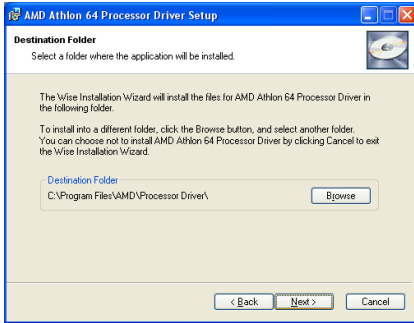 AMD Athlon 64 Processor Driver Setup
Destination Folder
Select a folder where the application will be installed.
The Wise Installation Wizard will install the files for AMD Athlon 64 Processor Driver in
the following folder.
To install into a different folder, click the Browse button, and select another folder.
You can choose not to install AMD Athlon 64 Processor Driver by clicking Cancel to exit
the Wise Installation Wizard.
Destination Folder
C:\Program Files\AMD\Processor Driver\
Browse
< Back
Next >
Cancel